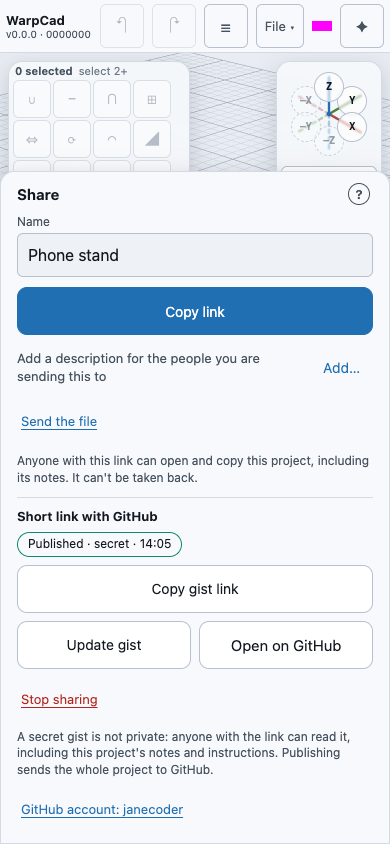 WarpCad
v0.0.0 · 0000000
File
0 selected select 2+
Z
–X
Y
–Y
X
–Z
Share
?
Name
Phone stand
Copy link
Add a description for the people you are
sending this to
Add...
Send the file
Anyone with this link can open and copy this project, including
its notes. It can't be taken back.
Short link with GitHub
Published · secret · 14:05
Copy gist link
Update gist
Open on GitHub
Stop sharing
A secret gist is not private: anyone with the link can read it,
including this project's notes and instructions. Publishing
sends the whole project to GitHub.
GitHub account: janecoder